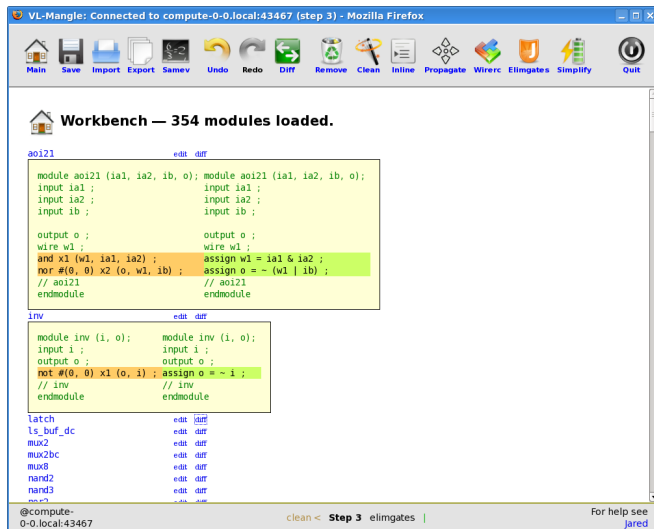 VL-Mangle: Connected to compute-0-0.local:43467 (step 3) - Mozilla Firefox
Main Save Import Export Samev Undo Redo Diff Remove Clean Inline Propagate Wirerc Elimgates Simplify Quit
Workbench — 354 modules loaded.
aoi21 edit diff
module aoi21 (ia1, ia2, ib, o); module aoi21 (ia1, ia2, ib, o);
input ia1 ; input ia1 ;
input ia2 ; input ia2 ;
input ib ; input ib ;
output o ; output o ;
wire w1 ; wire w1 ;
and x1 (w1, ia1, ia2) ; assign w1 = ia1 & ia2 ;
nor #(0, 0) x2 (o, w1, ib) ; assign o = ~ (w1 | ib) ;
// aoi21 // aoi21
endmodule endmodule
inv edit diff
module inv (i, o); module inv (i, o);
input i ; input i ;
output o ; output o ;
not #(0, 0) x1 (o, i) ; assign o = ~ i ;
// inv // inv
endmodule endmodule
latch edit diff
ls_buf_dc edit diff
mux2 edit diff
mux2bc edit diff
mux8 edit diff
nand2 edit diff
nand3 edit diff
@compute-
0-0.local:43467
clean < Step 3 elimgates |
For help see
Jared